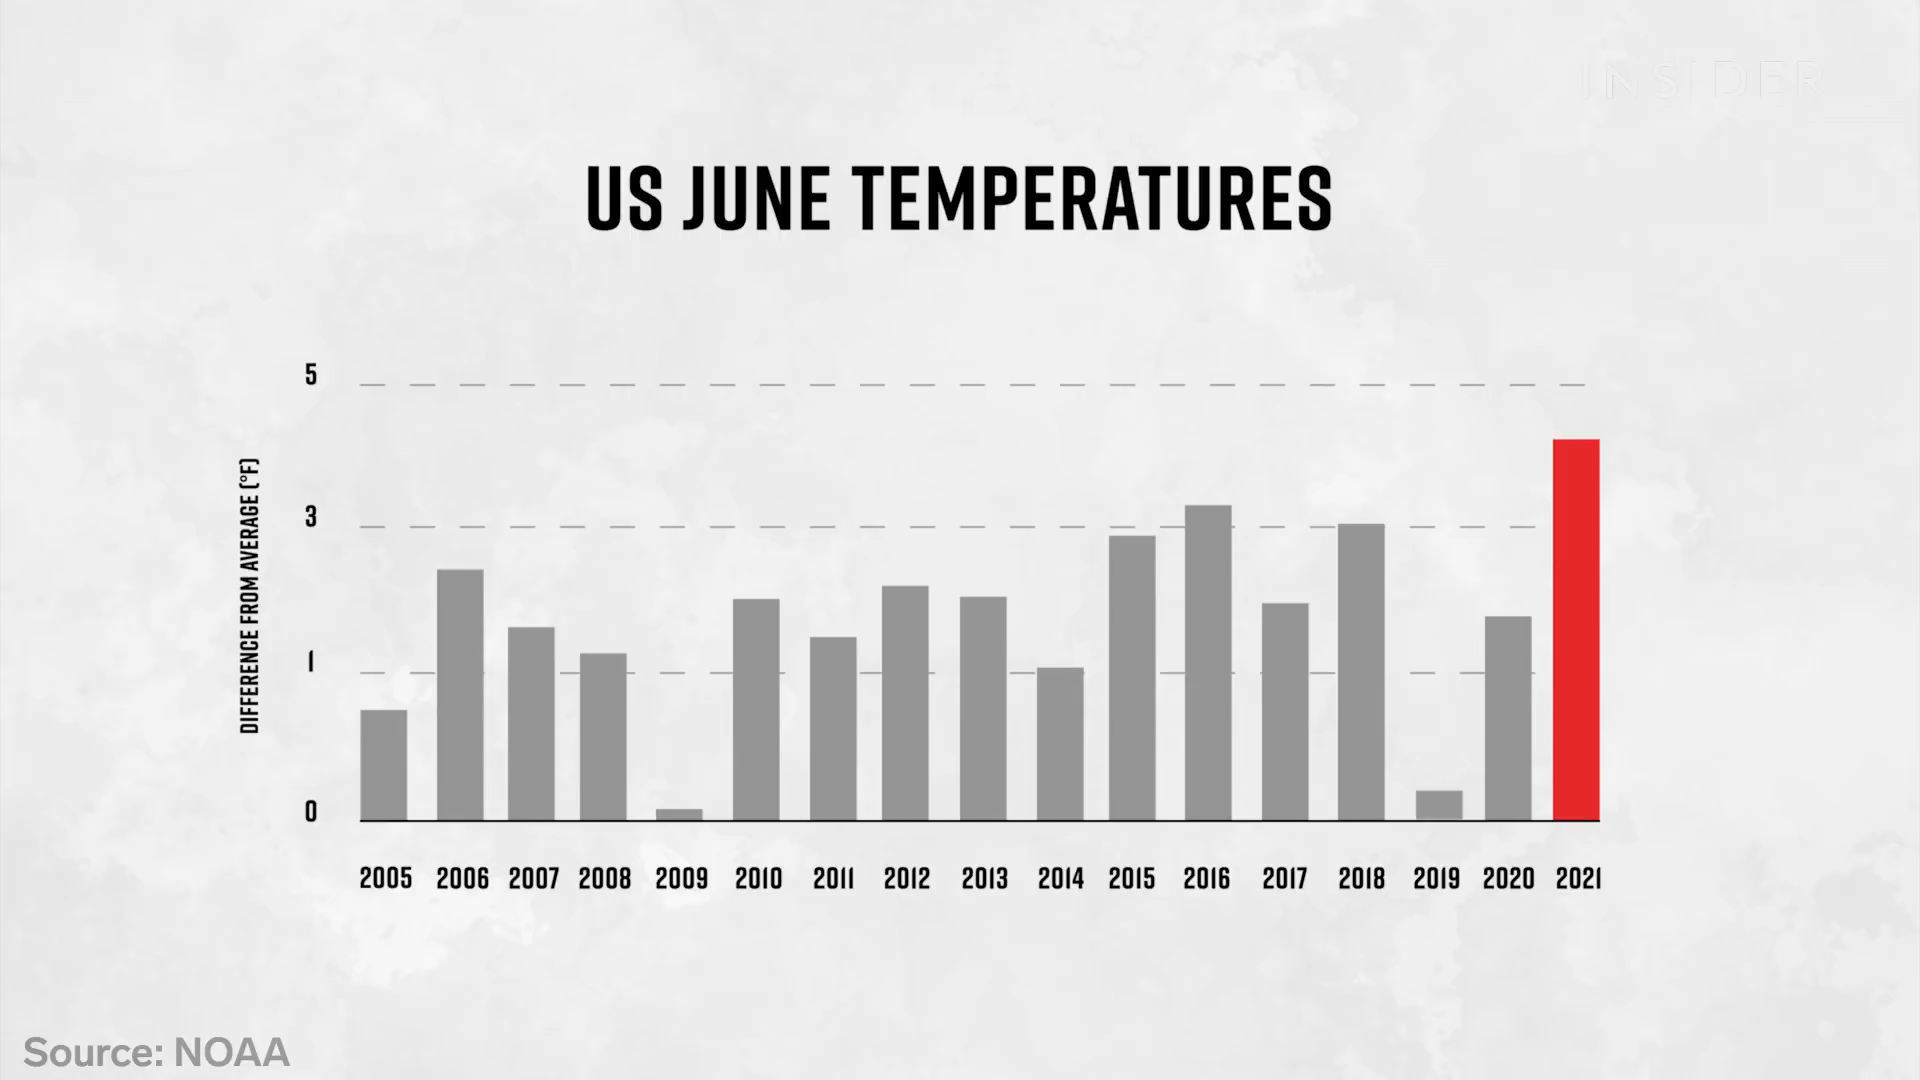 INSIDER
US JUNE TEMPERATURES
DIFFERENCE FROM AVERAGE (°F)
5
3
1
0
2005 2006 2007 2008 2009 2010 2011 2012 2013 2014 2015 2016 2017 2018 2019 2020 2021
Source: NOAA